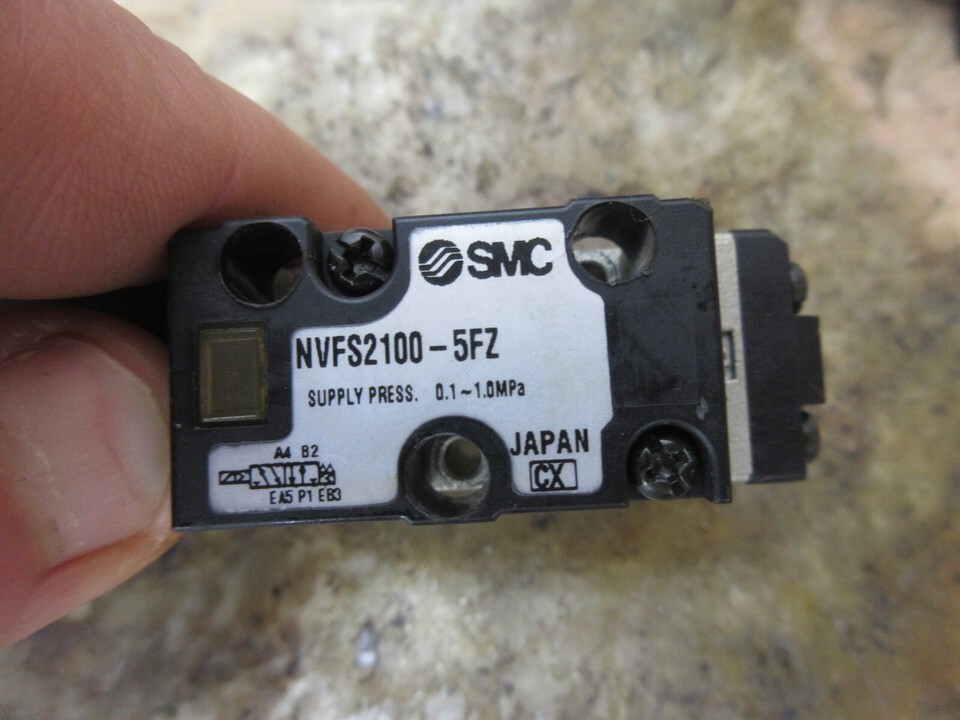 SMC
NVFS2100-5FZ
SUPPLY PRESS. 0.1~1.0MPa
JAPAN
CX
A4 B2
EA5 P1 EB3